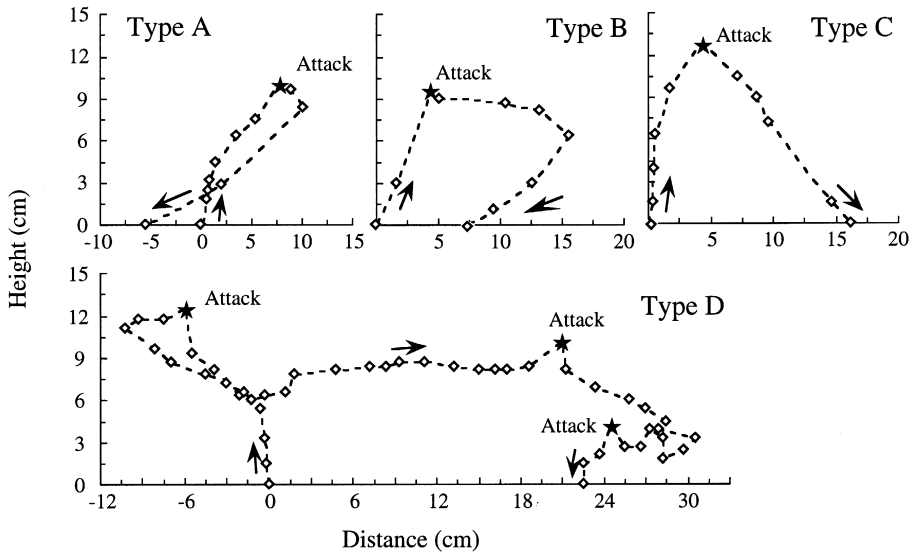 Type A
Type B
Type C
15
12
9
6
3
0
Attack
Attack
Attack
-10 -5 0 5 10 15
5 10 15 20
5 10 15 20
Height (cm)
Type D
15
12
9
6
3
0
Attack
Attack
Attack
-12 -6 0 6 12 18 24 30
Distance (cm)